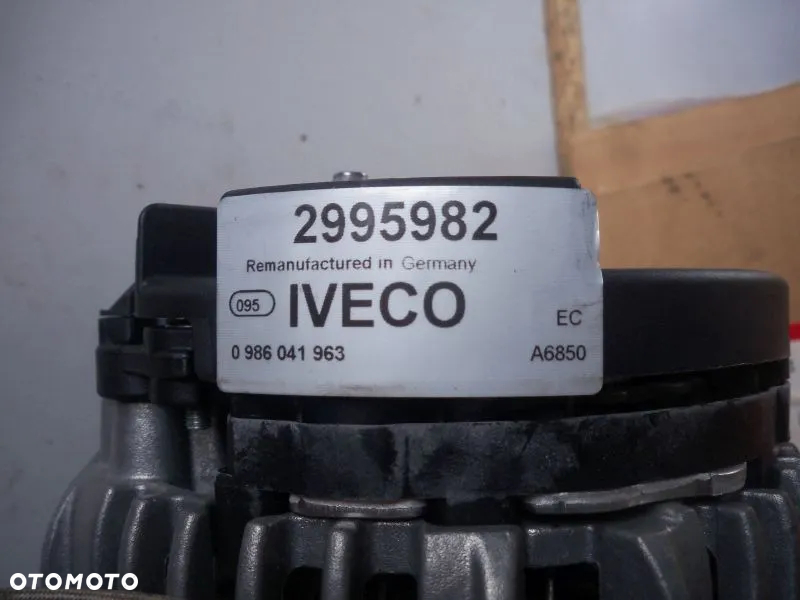 2995982
Remanufactured in Germany
095 IVECO EC
0 986 041 963 A6850
OTOMOTO